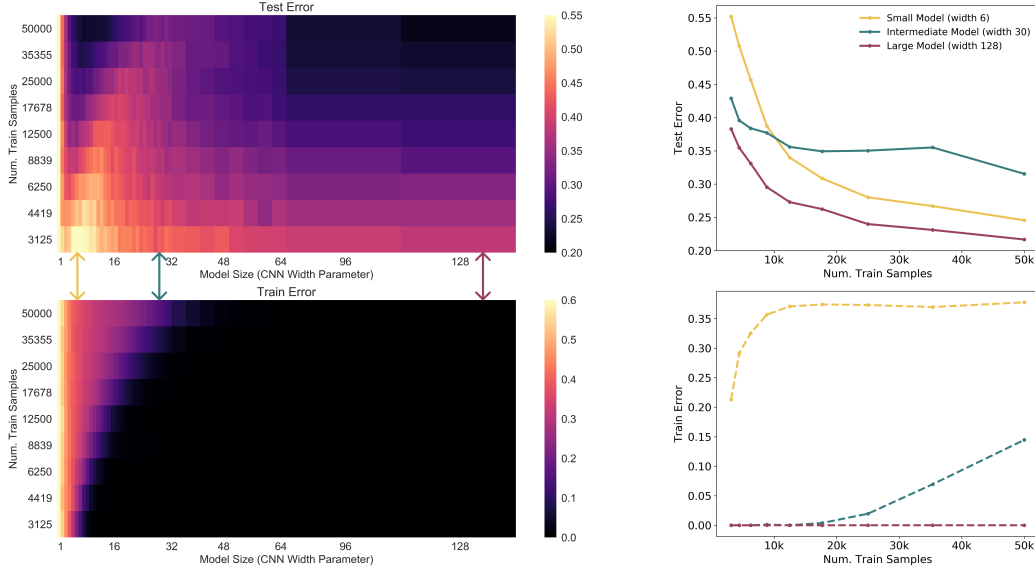 Test Error
50000
35355
25000
17678
12500
8839
6250
4419
3125
Num. Train Samples
1 16 32 48 64 96 128
Model Size (CNN Width Parameter)
0.55
0.50
0.45
0.40
0.35
0.30
0.25
0.20
Train Error
50000
35355
25000
17678
12500
8839
6250
4419
3125
Num. Train Samples
1 16 32 48 64 96 128
Model Size (CNN Width Parameter)
0.6
0.5
0.4
0.3
0.2
0.1
0.0
Small Model (width 6)
Intermediate Model (width 30)
Large Model (width 128)
0.55
0.50
0.45
0.40
0.35
0.30
0.25
0.20
Test Error
10k 20k 30k 40k 50k
Num. Train Samples
0.35
0.30
0.25
0.20
0.15
0.10
0.05
0.00
Train Error
10k 20k 30k 40k 50k
Num. Train Samples